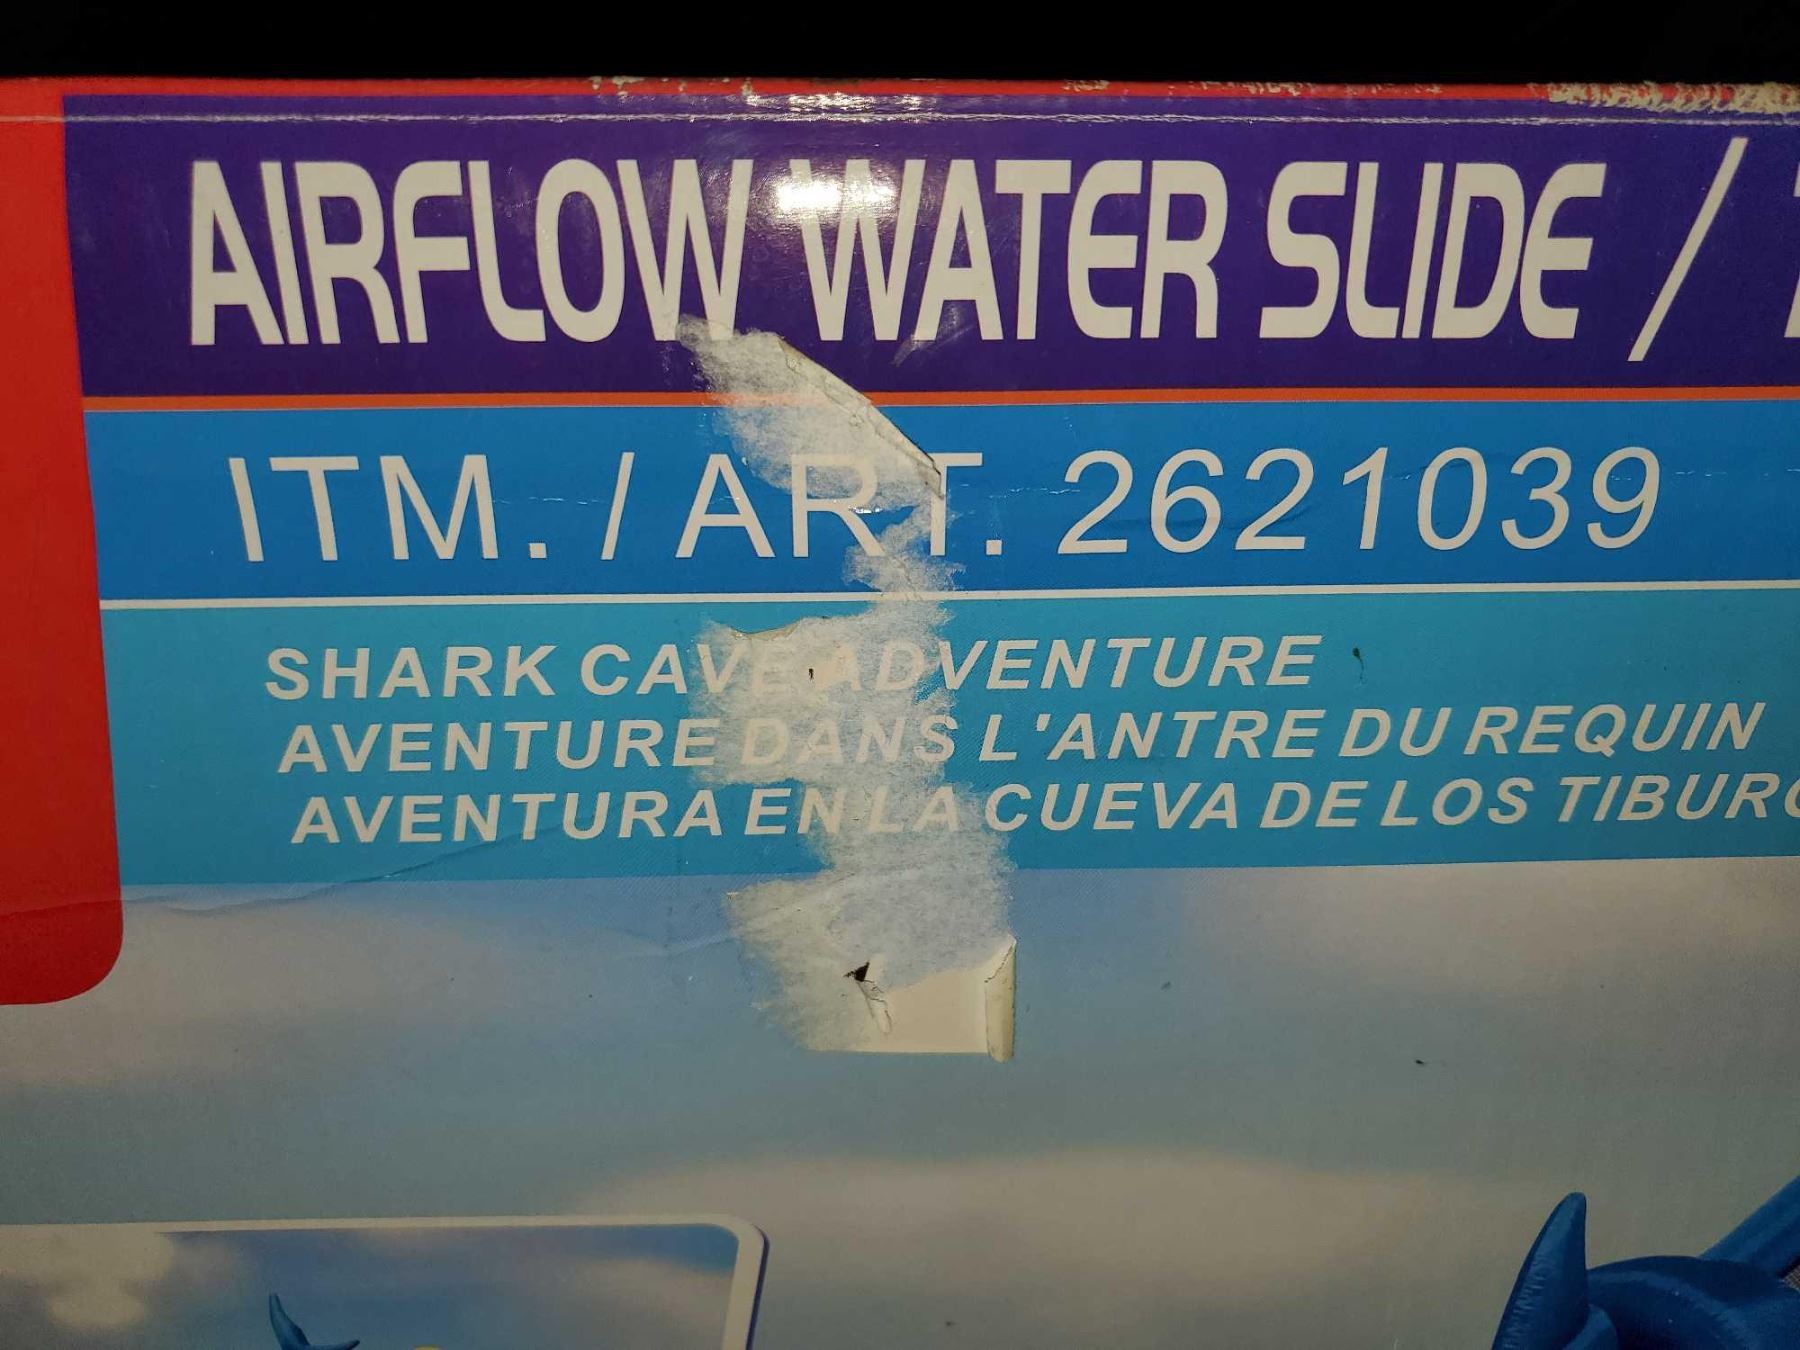 AIRFLOW WATER SLIDE /
ITM. / ART. 2621039
SHARK CAVE ADVENTURE
AVENTURE DANS L'ANTRE DU REQUIN
AVENTURA EN LA CUEVA DE LOS